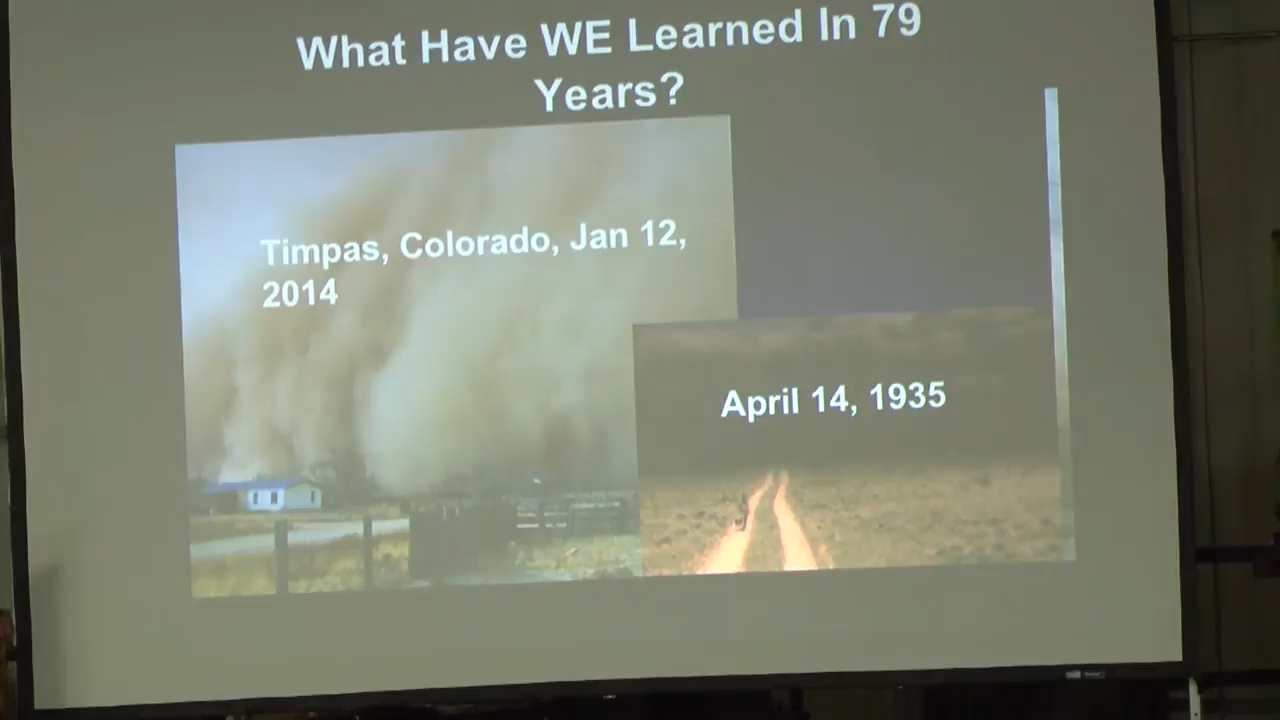 What Have WE Learned In 79
Years?
Timpas, Colorado, Jan 12,
2014
April 14, 1935